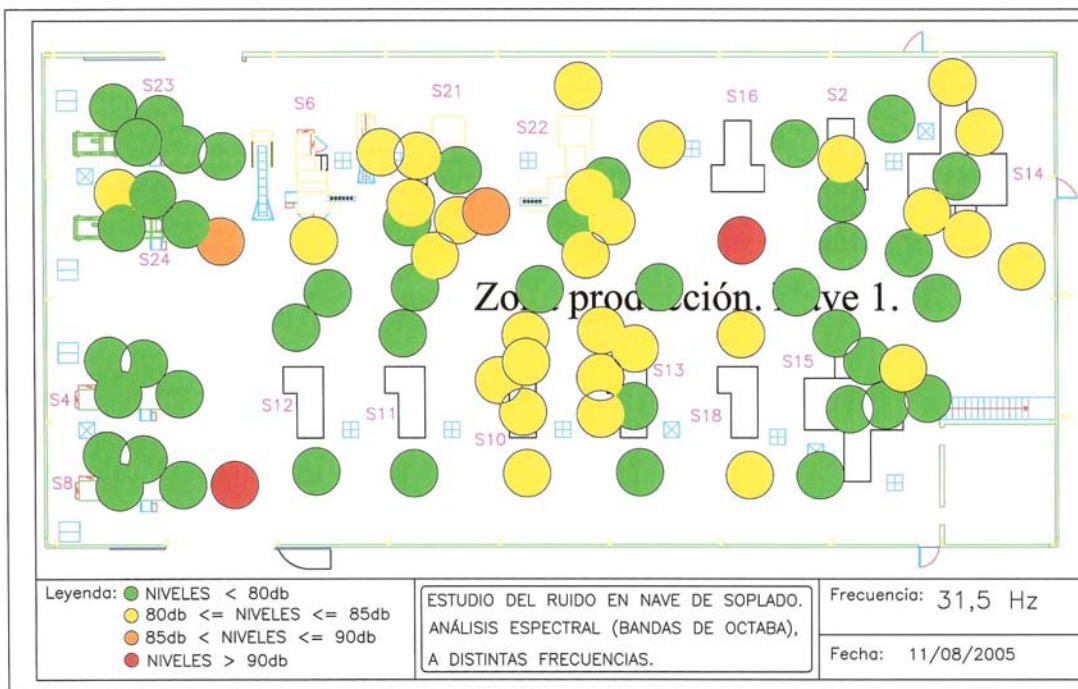 S23
S6
S21
S22
S16
S2
S14
S24
Zona producción. Nave 1.
S4
S12
S11
S10
S13
S18
S15
S8
Leyenda:
NIVELES < 80db
80db <= NIVELES <= 85db
85db < NIVELES <= 90db
NIVELES > 90db
ESTUDIO DEL RUIDO EN NAVE DE SOPLADO.
ANÁLISIS ESPECTRAL (BANDAS DE OCTABA),
A DISTINTAS FRECUENCIAS.
Frecuencia: 31,5 Hz
Fecha: 11/08/2005